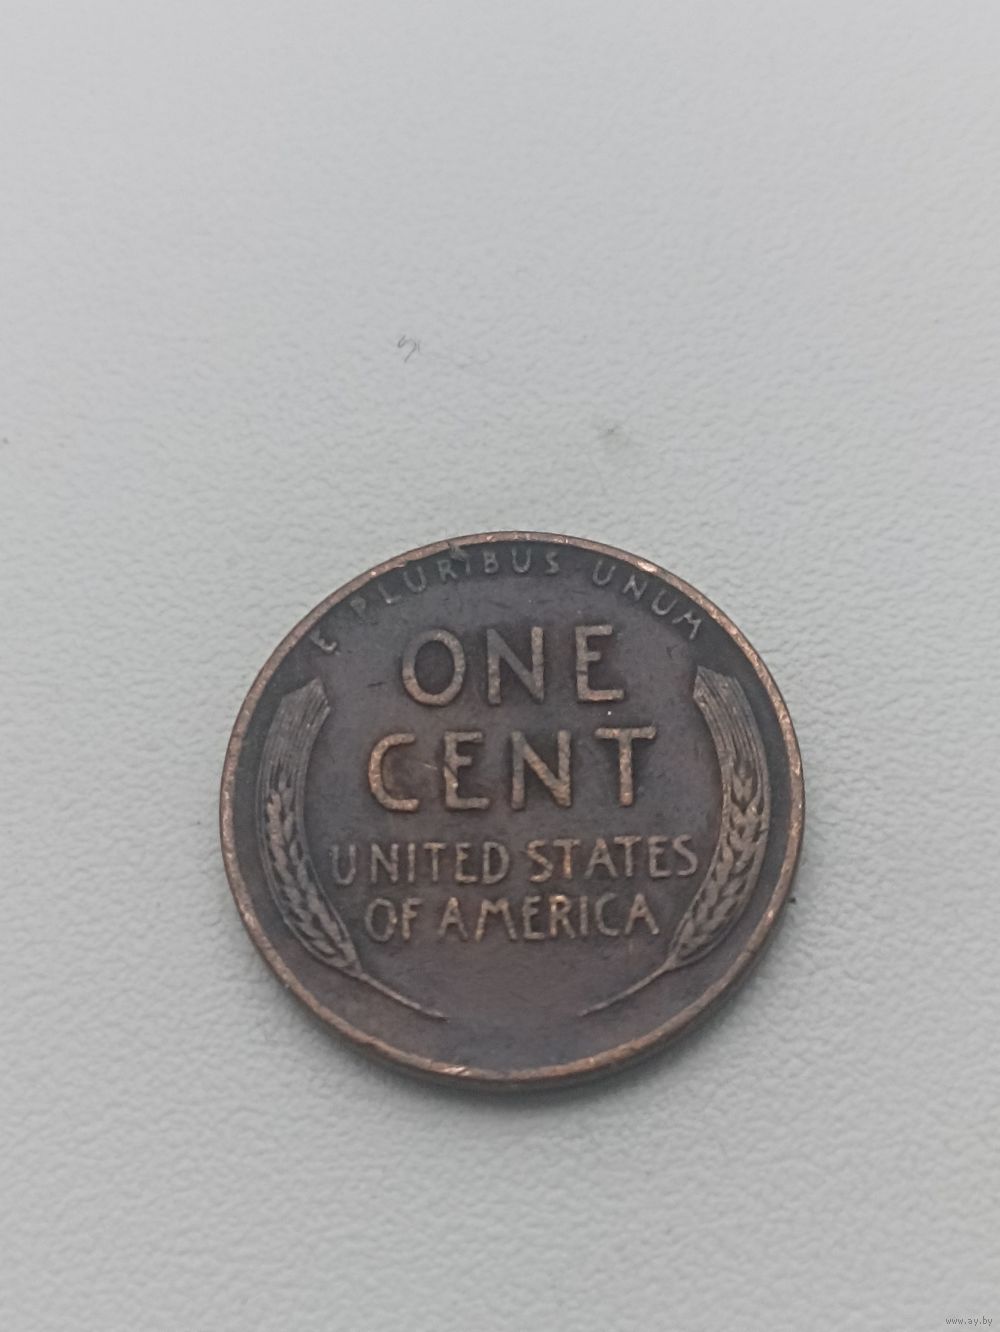 E PLURIBUS UNUM
ONE
CENT
UNITED STATES
OF AMERICA
www.ay.by